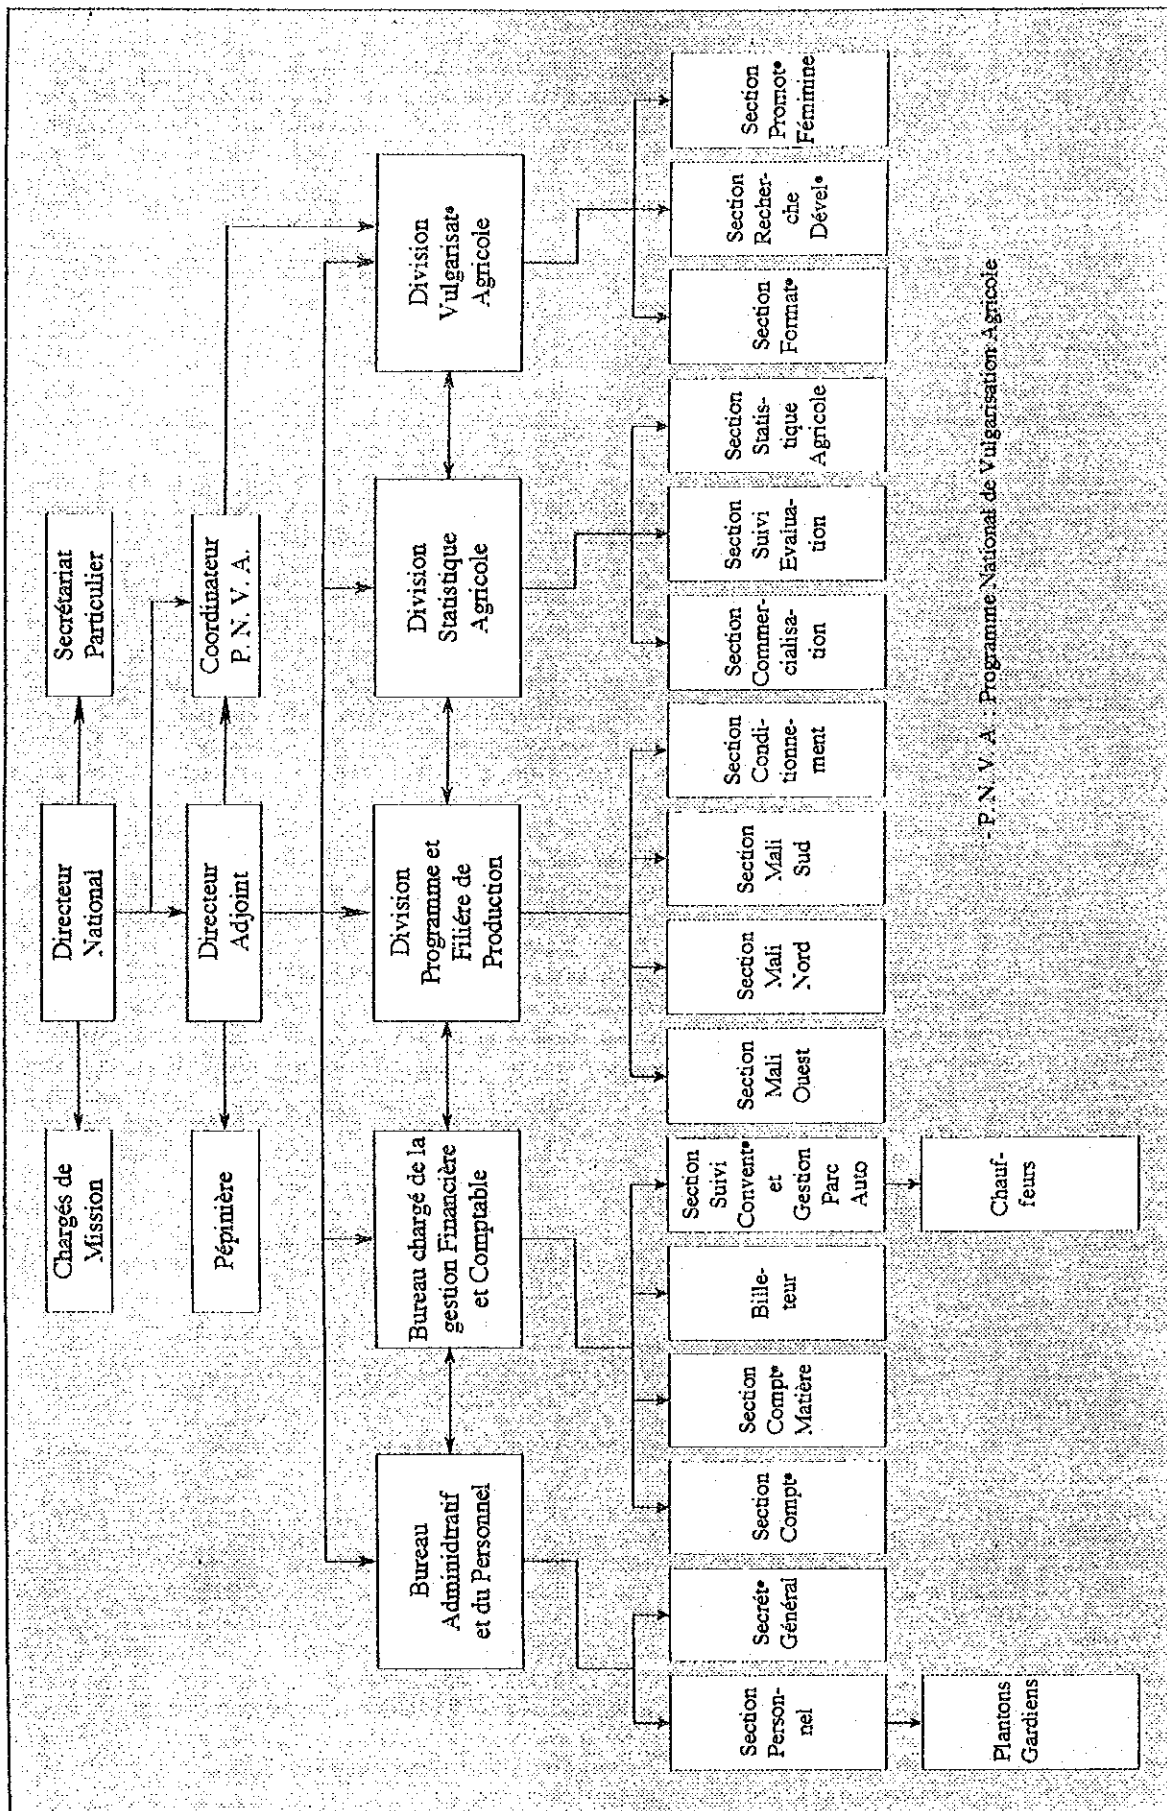 Directeur
National
Chargés de
Mission
Secrétariat
Particulier
Directeur
Adjoint
Pépinière
Coordinateur
P. N. V. A.
Bureau
Adminidtratif
et du Personnel
Bureau chargé de la
gestion Financière
et Comptable
Division
Programme et
Filiére de
Production
Division
Statistique
Agricole
Division
Vulgarisat•
Agricole
Section
Person-
nel
Secrét•
Général
Section
Compt•
Section
Compt•
Matière
Bille-
teur
Section
Suivi
Convent•
et
Gestion
Parc
Auto
Section
Mali
Ouest
Section
Mali
Nord
Section
Mali
Sud
Section
Condi-
tionne-
ment
Section
Commer-
cialisa-
tion
Section
Suivi
Evalua-
tion
Section
Statis-
tique
Agricole
Section
Format•
Section
Recher-
che
Dével•
Section
Promot•
Féminine
Plantons
Gardiens
Chauf-
feurs
- P. N. V. A. : Programme National de Vulgarisation Agricole